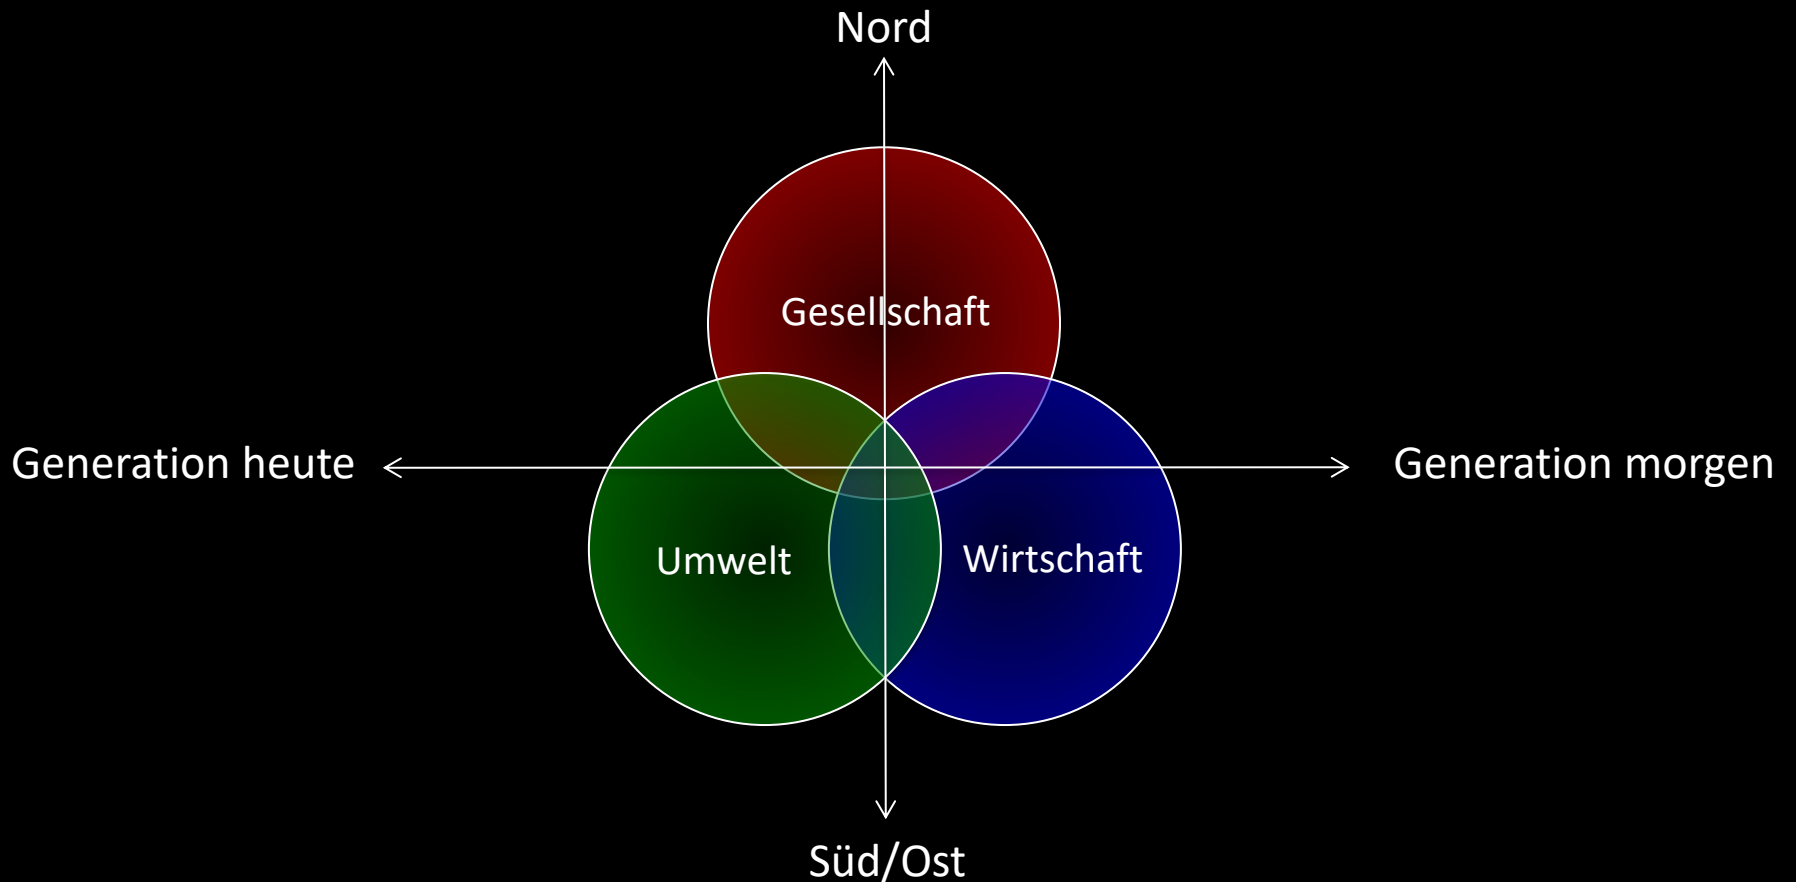 Nord
Gesellschaft
Generation heute
Generation morgen
Umwelt
Wirtschaft
Süd/Ost